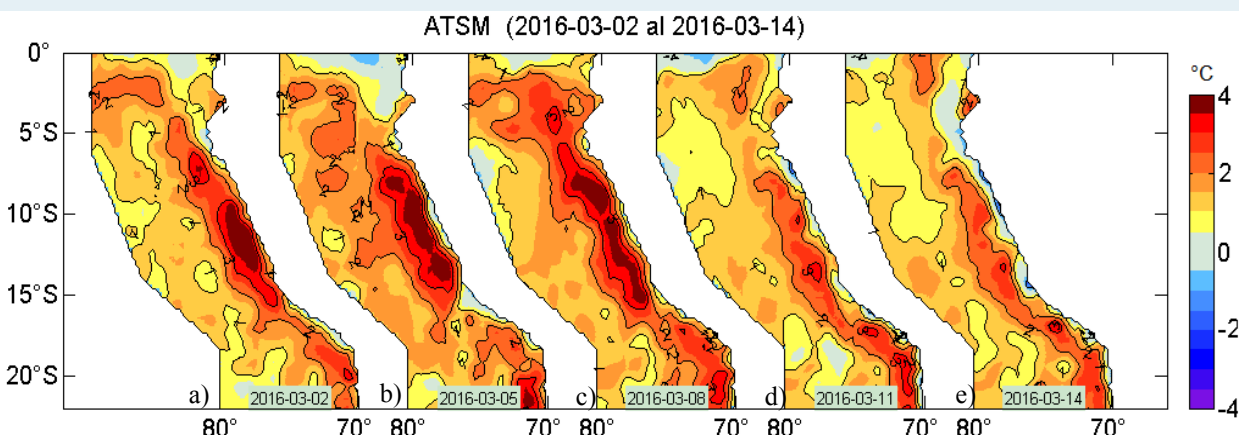 ATSM (2016-03-02 al 2016-03-14)
0°
5°S
10°S
15°S
20°S
a) 2016-03-02
b) 2016-03-05
c) 2016-03-08
d) 2016-03-11
e) 2016-03-14
80° 70° 80° 70° 80° 70° 80° 70° 80° 70°
°C
4
2
0
-2
-4